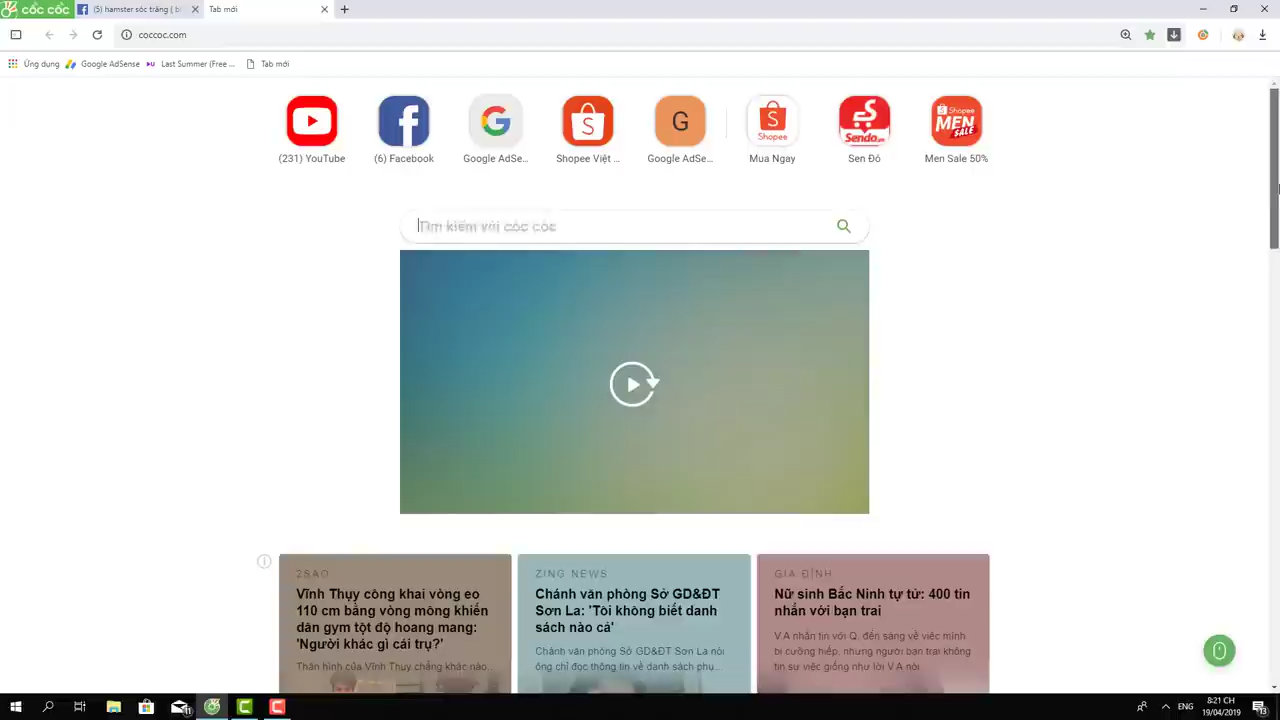 cốc cốc
(5) hamster.sóc trắng ( bi
Tab mới
coccoc.com
Ứng dụng
Google AdSense
Last Summer (Free ...
Tab mới
G
Shopee
Sendo.vn
Shopee
MEN
SALE
(231) YouTube
(6) Facebook
Google AdSe...
Shopee Việt ...
Google AdSe...
Mua Ngay
Sen Đỏ
Men Sale 50%
Tìm kiếm với cốc cốc
2SAO
Vĩnh Thụy công khai vòng eo
110 cm bằng vòng mông khiến
dân gym tột độ hoang mang:
'Người khác gì cái trụ?'
Thân hình của Vĩnh Thụy chẳng khác nào...
ZING NEWS
Chánh văn phòng Sở GD&ĐT
Sơn La: 'Tôi không biết danh
sách nào cả'
Chánh văn phòng Sở GD&ĐT Sơn La nói
ông chỉ đọc thông tin về danh sách phụ...
GIA ĐÌNH
Nữ sinh Bắc Ninh tự tử: 400 tin
nhắn với bạn trai
V.A nhắn tin với Q. đến sáng về việc mình
bị cưỡng hiếp, nhưng người bạn trai không
tin sự việc giống như lời V.A nói.
ENG
8:21 CH
19/04/2019